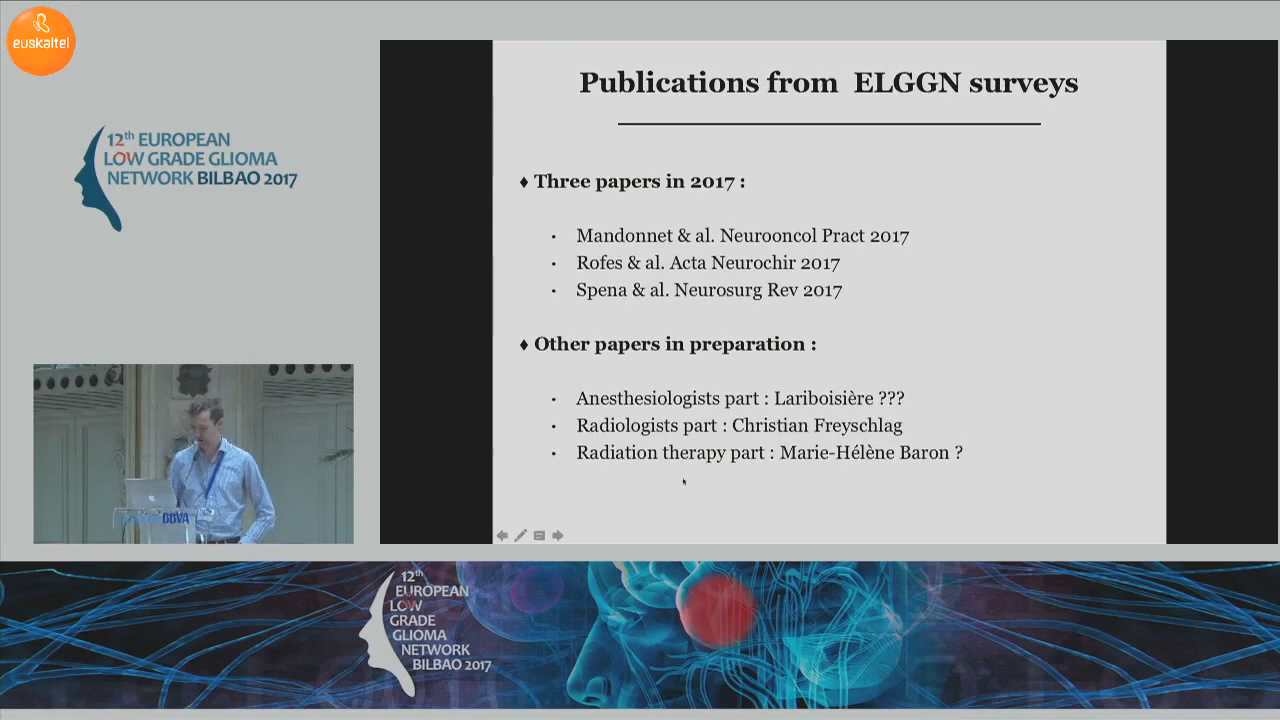 euskaltel
12th EUROPEAN
LOW GRADE GLIOMA
NETWORK BILBAO 2017
Publications from ELGGN surveys
♦ Three papers in 2017 :
• Mandonnet & al. Neurooncol Pract 2017
• Rofes & al. Acta Neurochir 2017
• Spena & al. Neurosurg Rev 2017
♦ Other papers in preparation :
• Anesthesiologists part : Lariboisière ???
• Radiologists part : Christian Freyschlag
• Radiation therapy part : Marie-Hélène Baron ?
BBVA
12th
EUROPEAN
LOW
GRADE
GLIOMA
NETWORK
BILBAO 2017